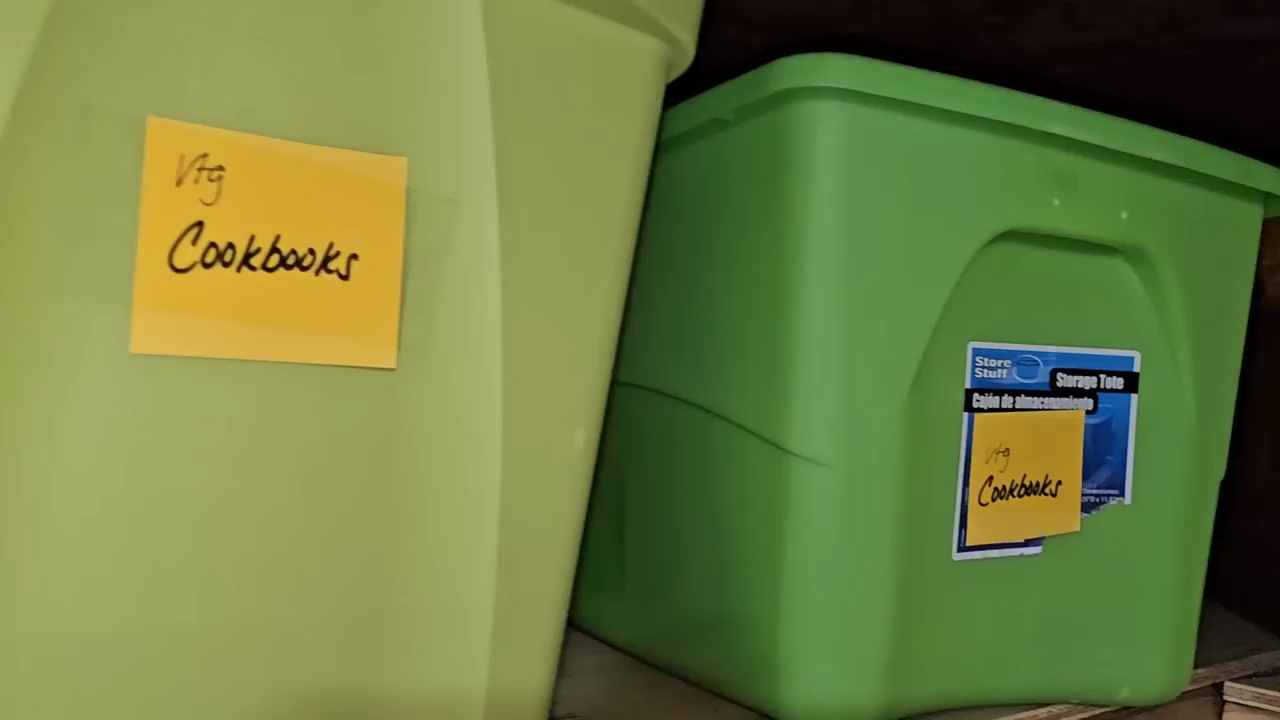 Vtg
Cookbooks
Store
Stuff
Storage Tote
Cajón de almacenamiento
Vtg
Cookbooks